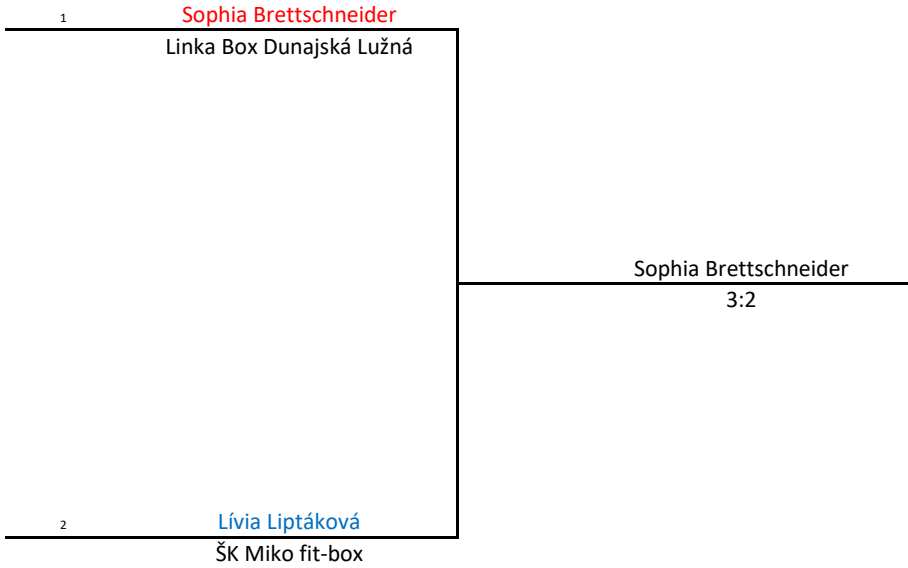 1 Sophia Brettschneider
Linka Box Dunajská Lužná
Sophia Brettschneider
3:2
2 Lívia Liptáková
ŠK Miko fit-box